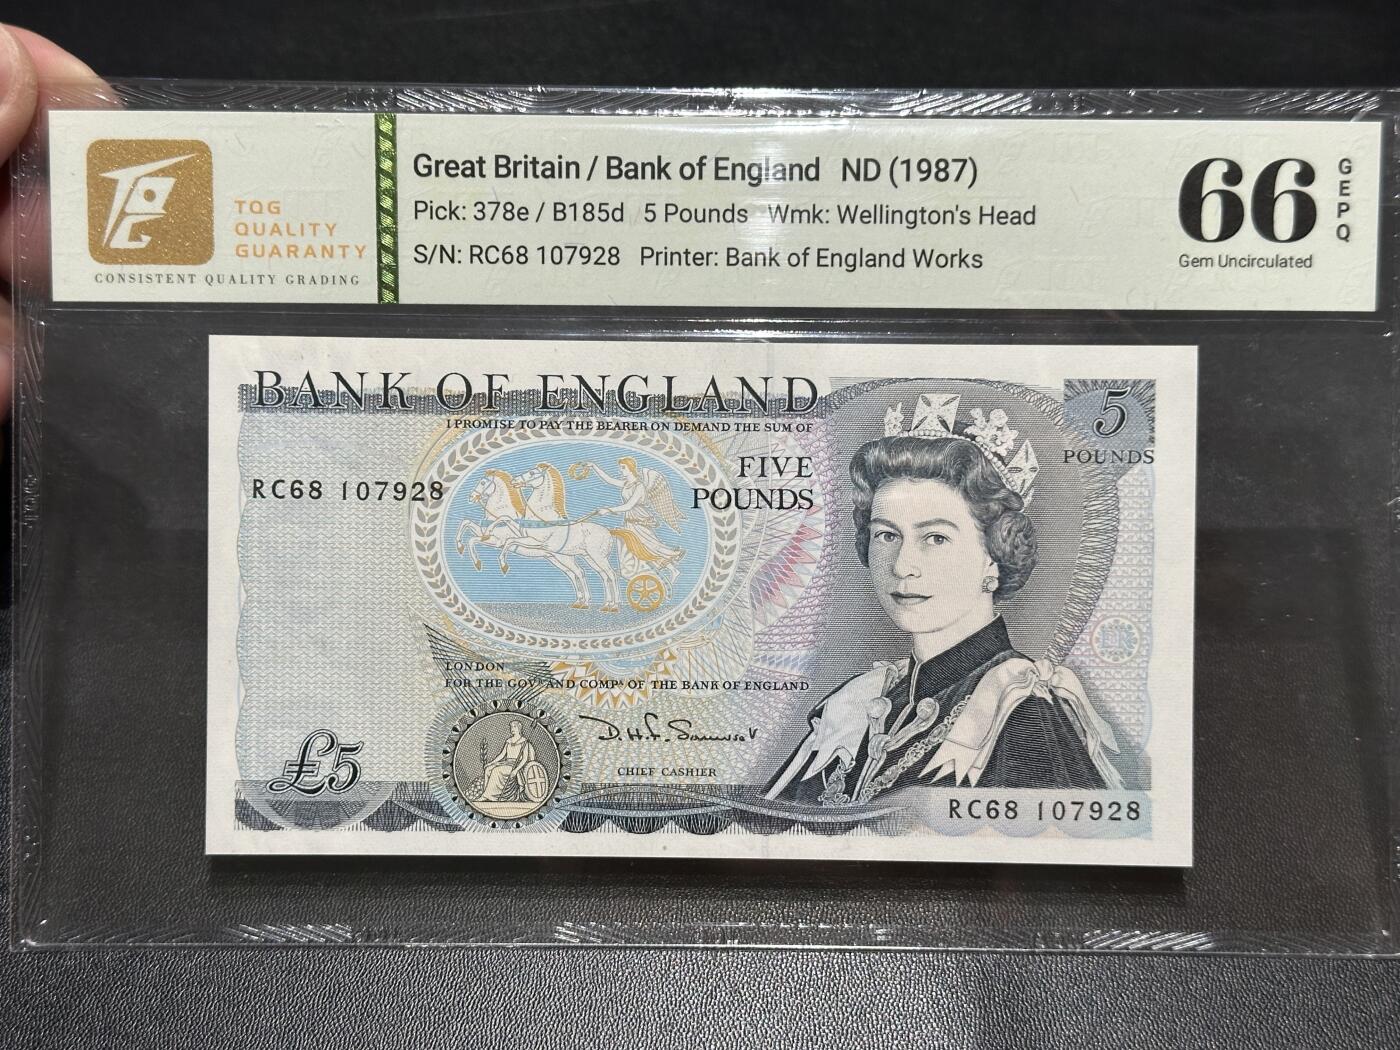 TQG
QUALITY
GUARANTY
CONSISTENT QUALITY GRADING
Great Britain / Bank of England ND (1987)
Pick: 378e / B185d 5 Pounds Wmk: Wellington's Head
S/N: RC68 107928 Printer: Bank of England Works
66
GEPQ
Gem Uncirculated
BANK OF ENGLAND
I PROMISE TO PAY THE BEARER ON DEMAND THE SUM OF
5
POUNDS
FIVE
POUNDS
RC68 107928
LONDON
FOR THE GOVR AND COMPA OF THE BANK OF ENGLAND
D.H.F. Somerset
£5
CHIEF CASHIER
RC68 107928